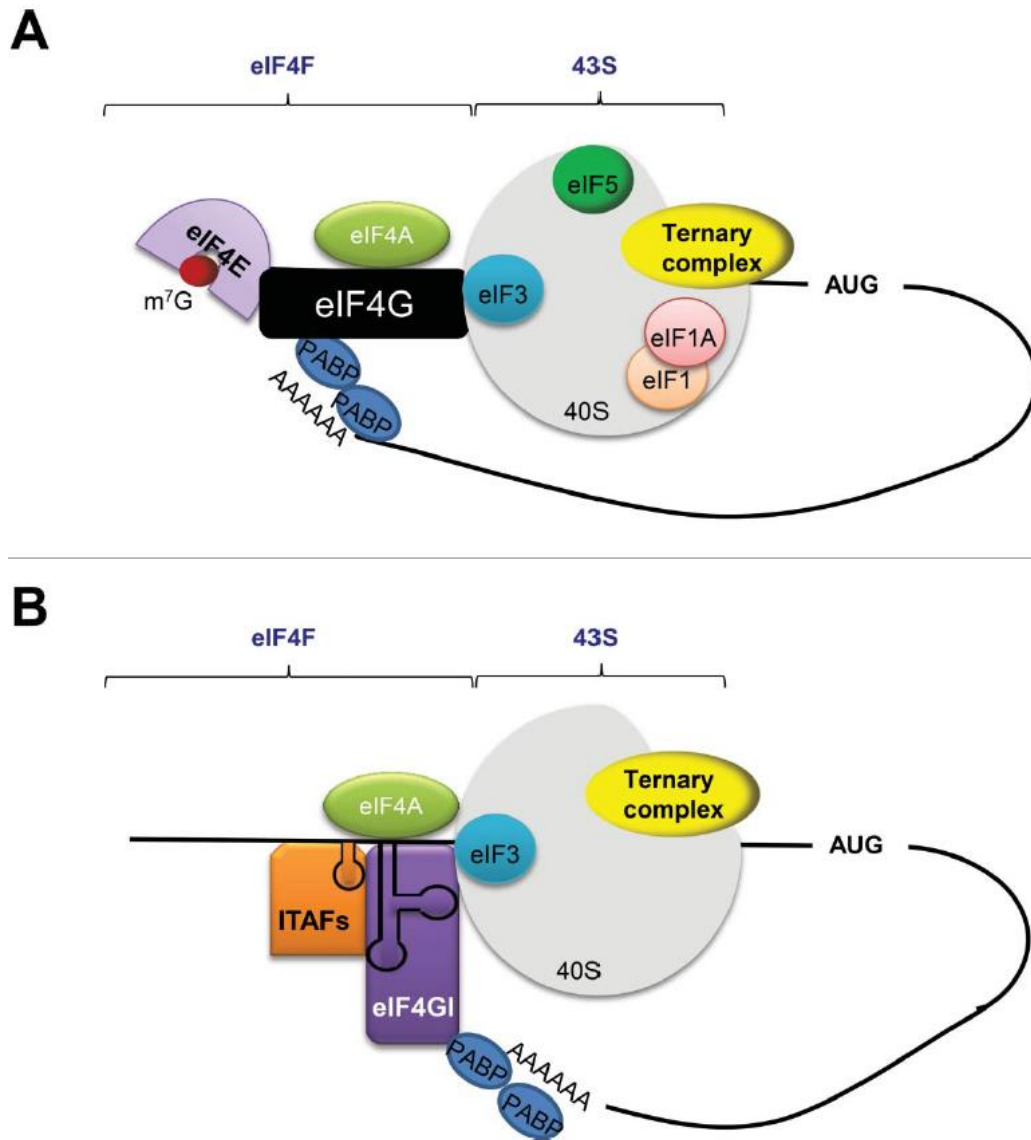 A
eIF4F
43S
eIF5
eIF4E
eIF4A
Ternary
complex
m⁷G
eIF4G
eIF3
AUG
eIF1A
PABP
eIF1
AAAAAA
PABP
40S
B
eIF4F
43S
Ternary
complex
eIF4A
eIF3
AUG
ITAFs
40S
eIF4GI
PABP
AAAAAA
PABP